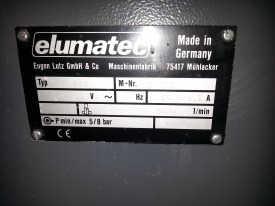 elumatec
Made in
Germany
Eugen Lutz GmbH & Co Maschinenfabrik 75417 Mühlacker
Typ M-Nr.
V ~ Hz A
l/min
P min/max 5/8 bar
CE